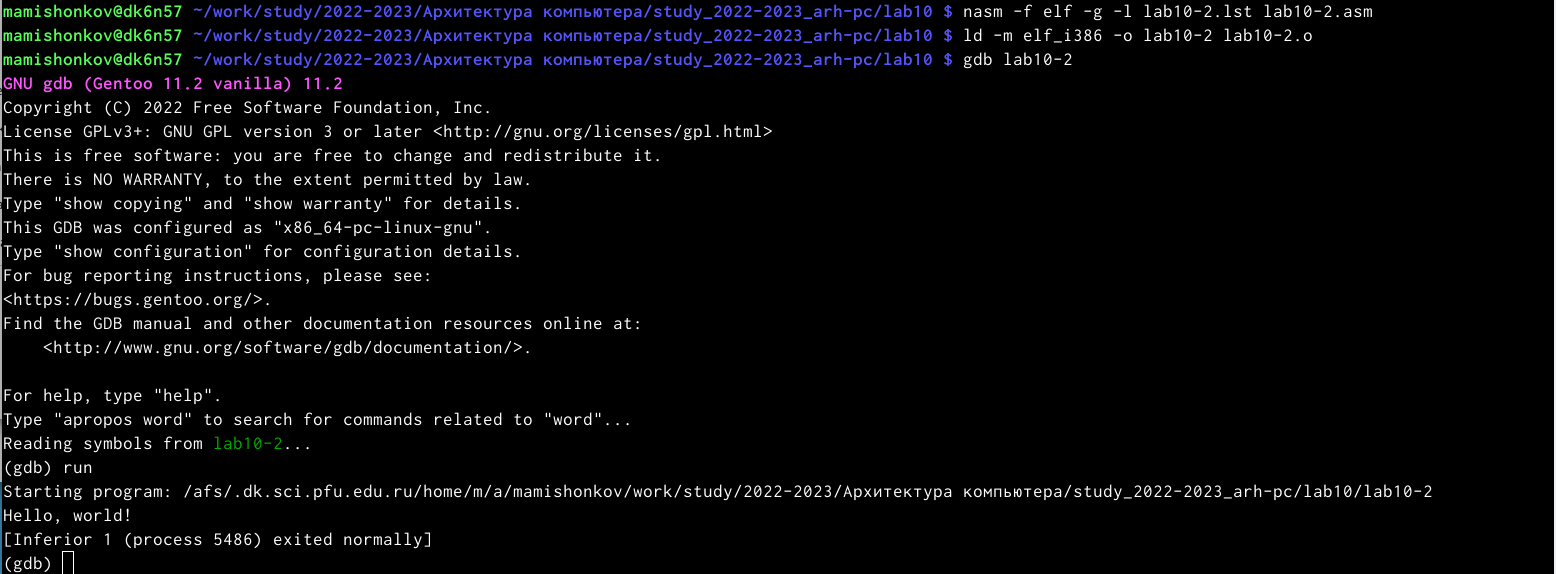 mamishonkov@dk6n57 ~/work/study/2022-2023/Архитектура компьютера/study_2022-2023_arh-pc/lab10 $ nasm -f elf -g -l lab10-2.lst lab10-2.asm
mamishonkov@dk6n57 ~/work/study/2022-2023/Архитектура компьютера/study_2022-2023_arh-pc/lab10 $ ld -m elf_i386 -o lab10-2 lab10-2.o
mamishonkov@dk6n57 ~/work/study/2022-2023/Архитектура компьютера/study_2022-2023_arh-pc/lab10 $ gdb lab10-2
GNU gdb (Gentoo 11.2 vanilla) 11.2
Copyright (C) 2022 Free Software Foundation, Inc.
License GPLv3+: GNU GPL version 3 or later <http://gnu.org/licenses/gpl.html>
This is free software: you are free to change and redistribute it.
There is NO WARRANTY, to the extent permitted by law.
Type "show copying" and "show warranty" for details.
This GDB was configured as "x86_64-pc-linux-gnu".
Type "show configuration" for configuration details.
For bug reporting instructions, please see:
<https://bugs.gentoo.org/>.
Find the GDB manual and other documentation resources online at:
    <http://www.gnu.org/software/gdb/documentation/>.

For help, type "help".
Type "apropos word" to search for commands related to "word"...
Reading symbols from lab10-2...
(gdb) run
Starting program: /afs/.dk.sci.pfu.edu.ru/home/m/a/mamishonkov/work/study/2022-2023/Архитектура компьютера/study_2022-2023_arh-pc/lab10/lab10-2
Hello, world!
[Inferior 1 (process 5486) exited normally]
(gdb)